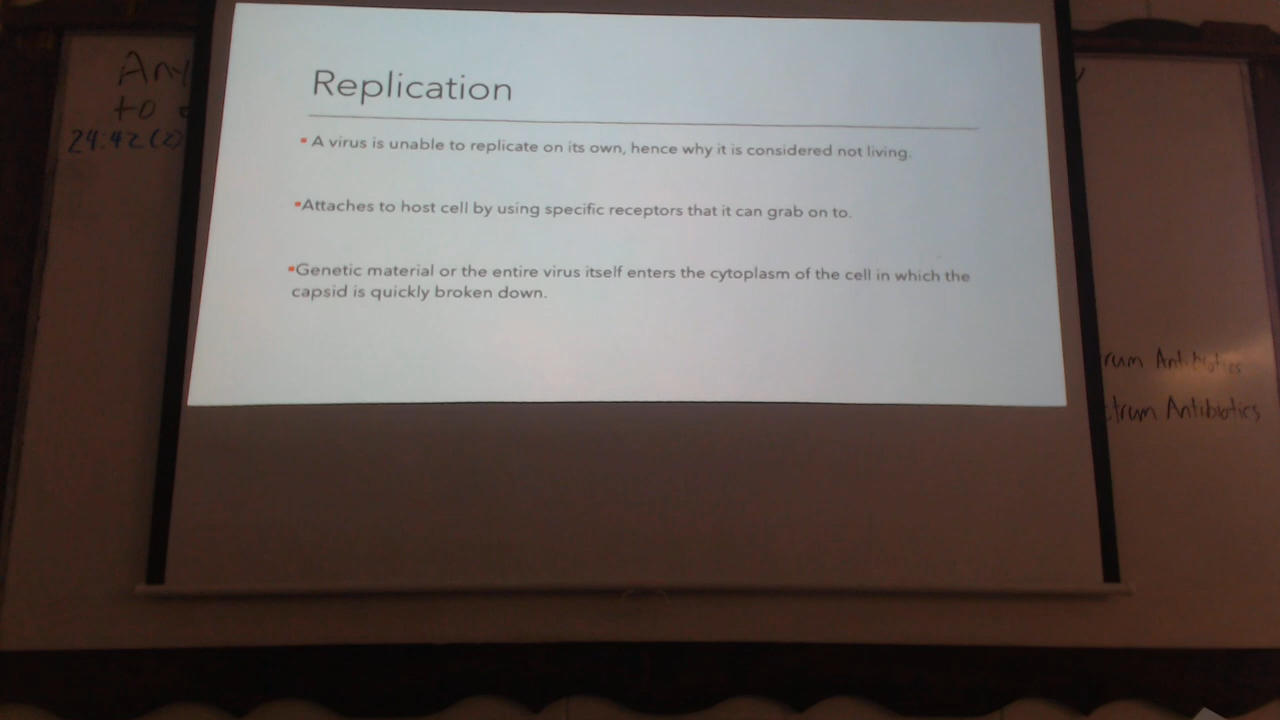 Replication
▪ A virus is unable to replicate on its own, hence why it is considered not living.
▪Attaches to host cell by using specific receptors that it can grab on to.
▪Genetic material or the entire virus itself enters the cytoplasm of the cell in which the
capsid is quickly broken down.
to
24:42 (2)
Antibiotics
Antibiotics